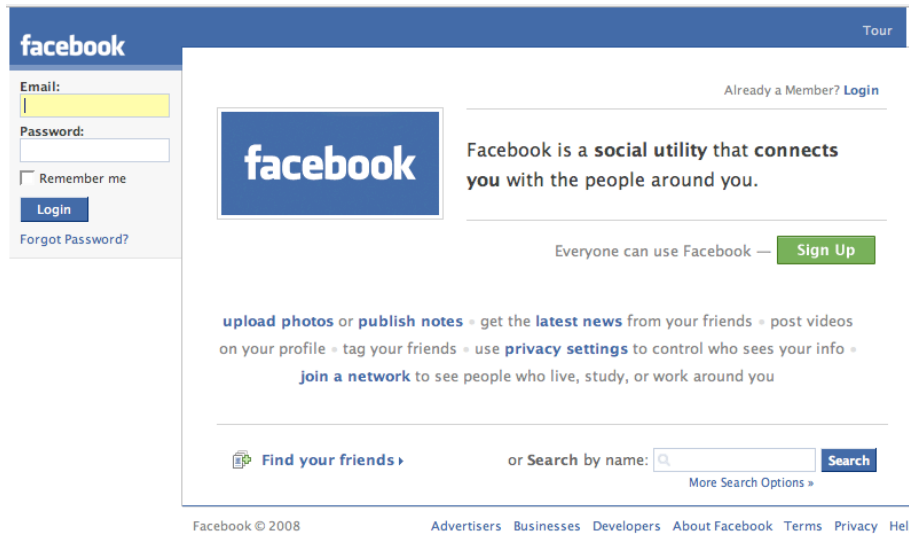 Tour
facebook
Email:
Password:
Remember me
Login
Forgot Password?
Already a Member? Login
facebook
Facebook is a social utility that connects
you with the people around you.
Everyone can use Facebook — Sign Up
upload photos or publish notes • get the latest news from your friends • post videos
on your profile • tag your friends • use privacy settings to control who sees your info •
join a network to see people who live, study, or work around you
Find your friends ▸
or Search by name: Search
More Search Options »
Facebook © 2008 Advertisers Businesses Developers About Facebook Terms Privacy Hel